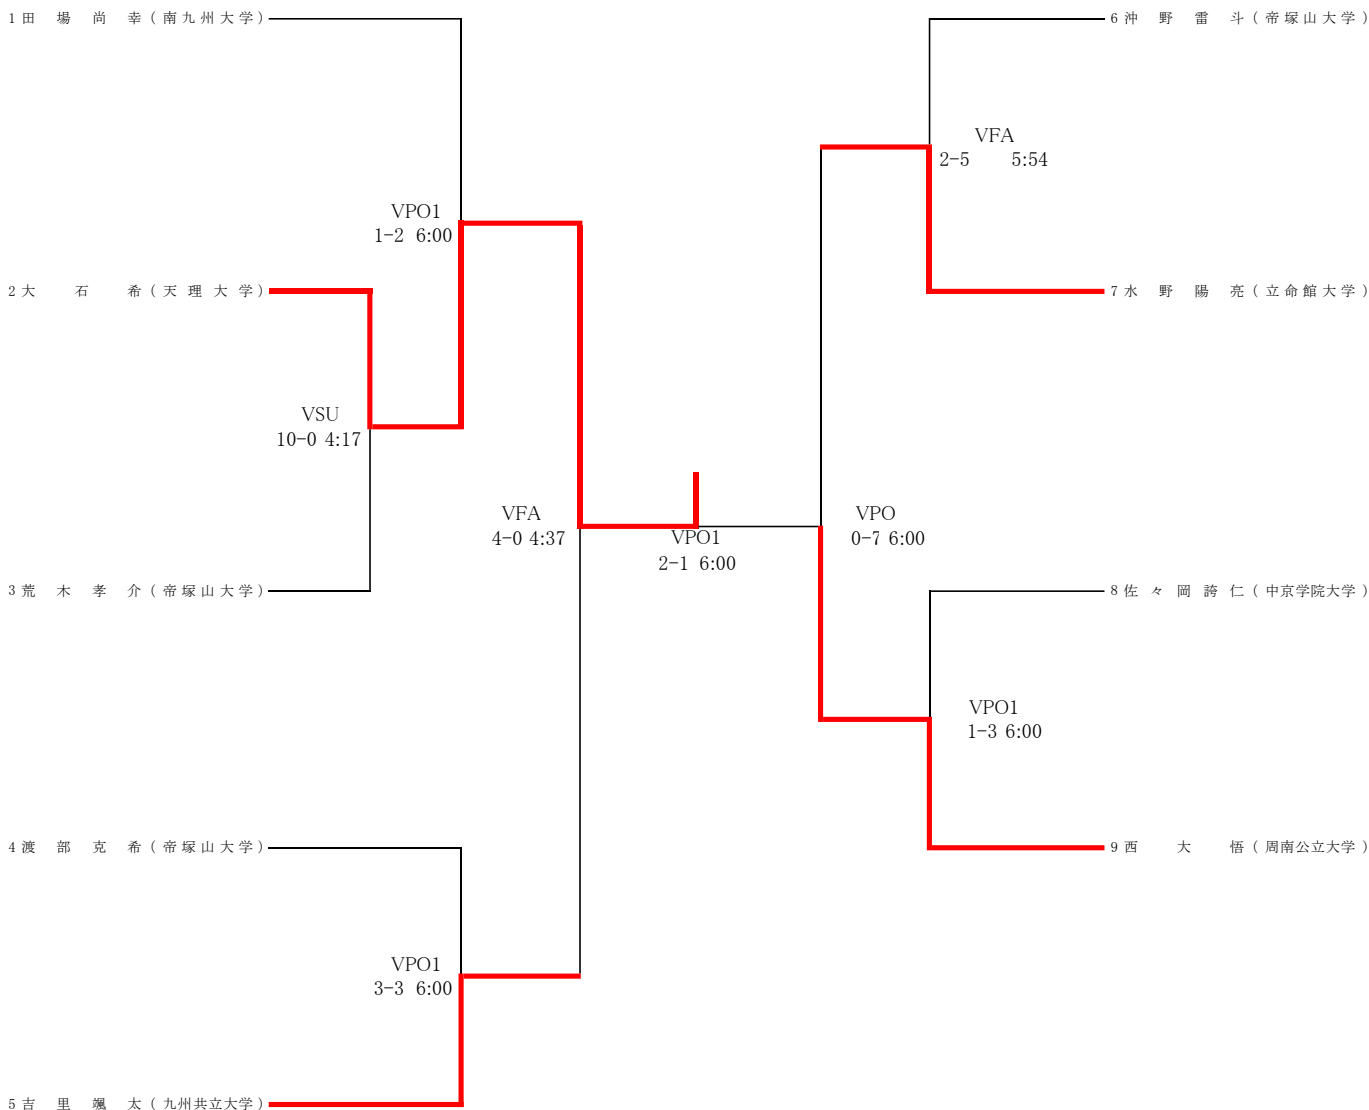 1 田場尚幸（南九州大学）
6 沖野雷斗（帝塚山大学）
VFA
2-5 5:54
VPO1
1-2 6:00
2 大石希（天理大学）
7 水野陽亮（立命館大学）
VSU
10-0 4:17
VFA
4-0 4:37
VPO1
2-1 6:00
VPO
0-7 6:00
3 荒木孝介（帝塚山大学）
8 佐々岡誇仁（中京学院大学）
VPO1
1-3 6:00
4 渡部克希（帝塚山大学）
9 西大悟（周南公立大学）
VPO1
3-3 6:00
5 吉里颯太（九州共立大学）